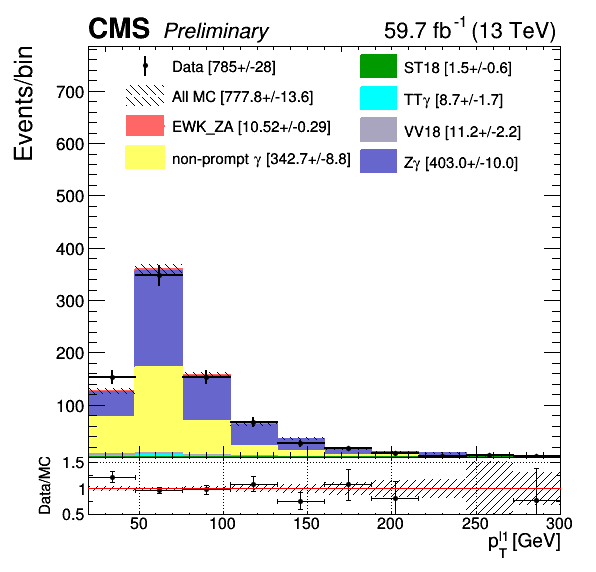 CMS Preliminary 59.7 fb⁻¹ (13 TeV)
Events/bin
Data [785+/-28]
All MC [777.8+/-13.6]
EWK_ZA [10.52+/-0.29]
non-prompt γ [342.7+/-8.8]
ST18 [1.5+/-0.6]
TTγ [8.7+/-1.7]
VV18 [11.2+/-2.2]
Zγ [403.0+/-10.0]
700
600
500
400
300
200
100
Data/MC
1.5
1
0.5
50 100 150 200 250 300
p_T^l1 [GeV]